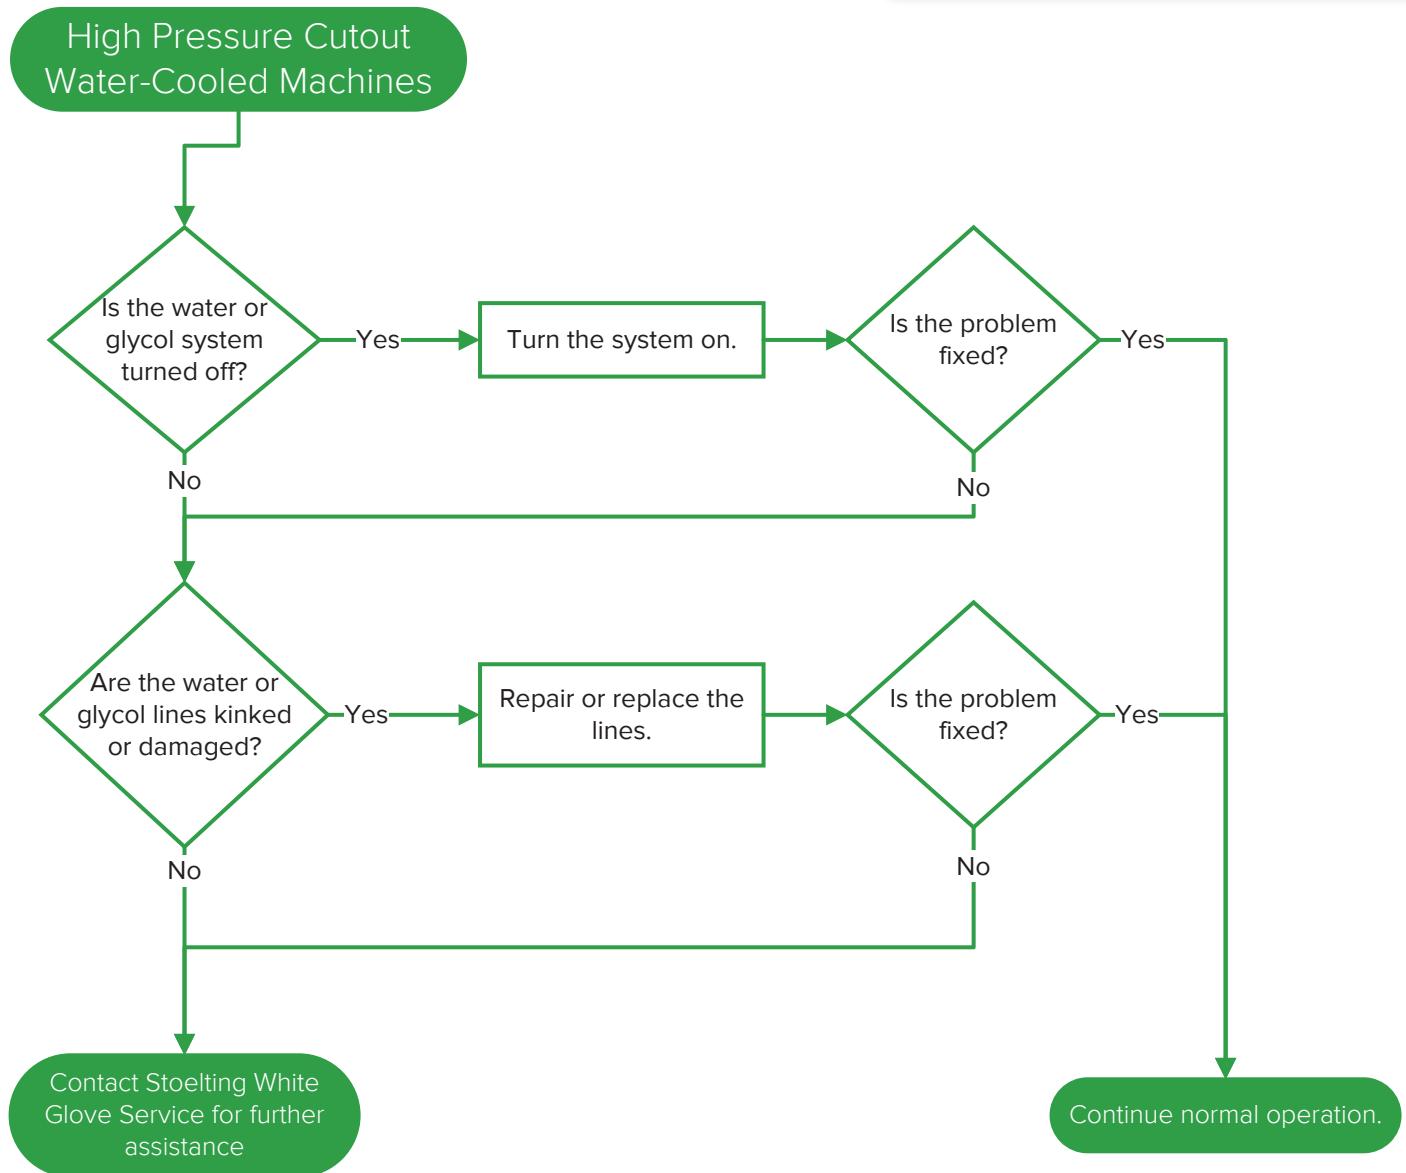 High Pressure Cutout
Water-Cooled Machines
Is the water or
glycol system
turned off?
Yes
Turn the system on.
Is the problem
fixed?
Yes
No
No
Are the water or
glycol lines kinked
or damaged?
Yes
Repair or replace the
lines.
Is the problem
fixed?
Yes
No
No
Contact Stoelting White
Glove Service for further
assistance
Continue normal operation.